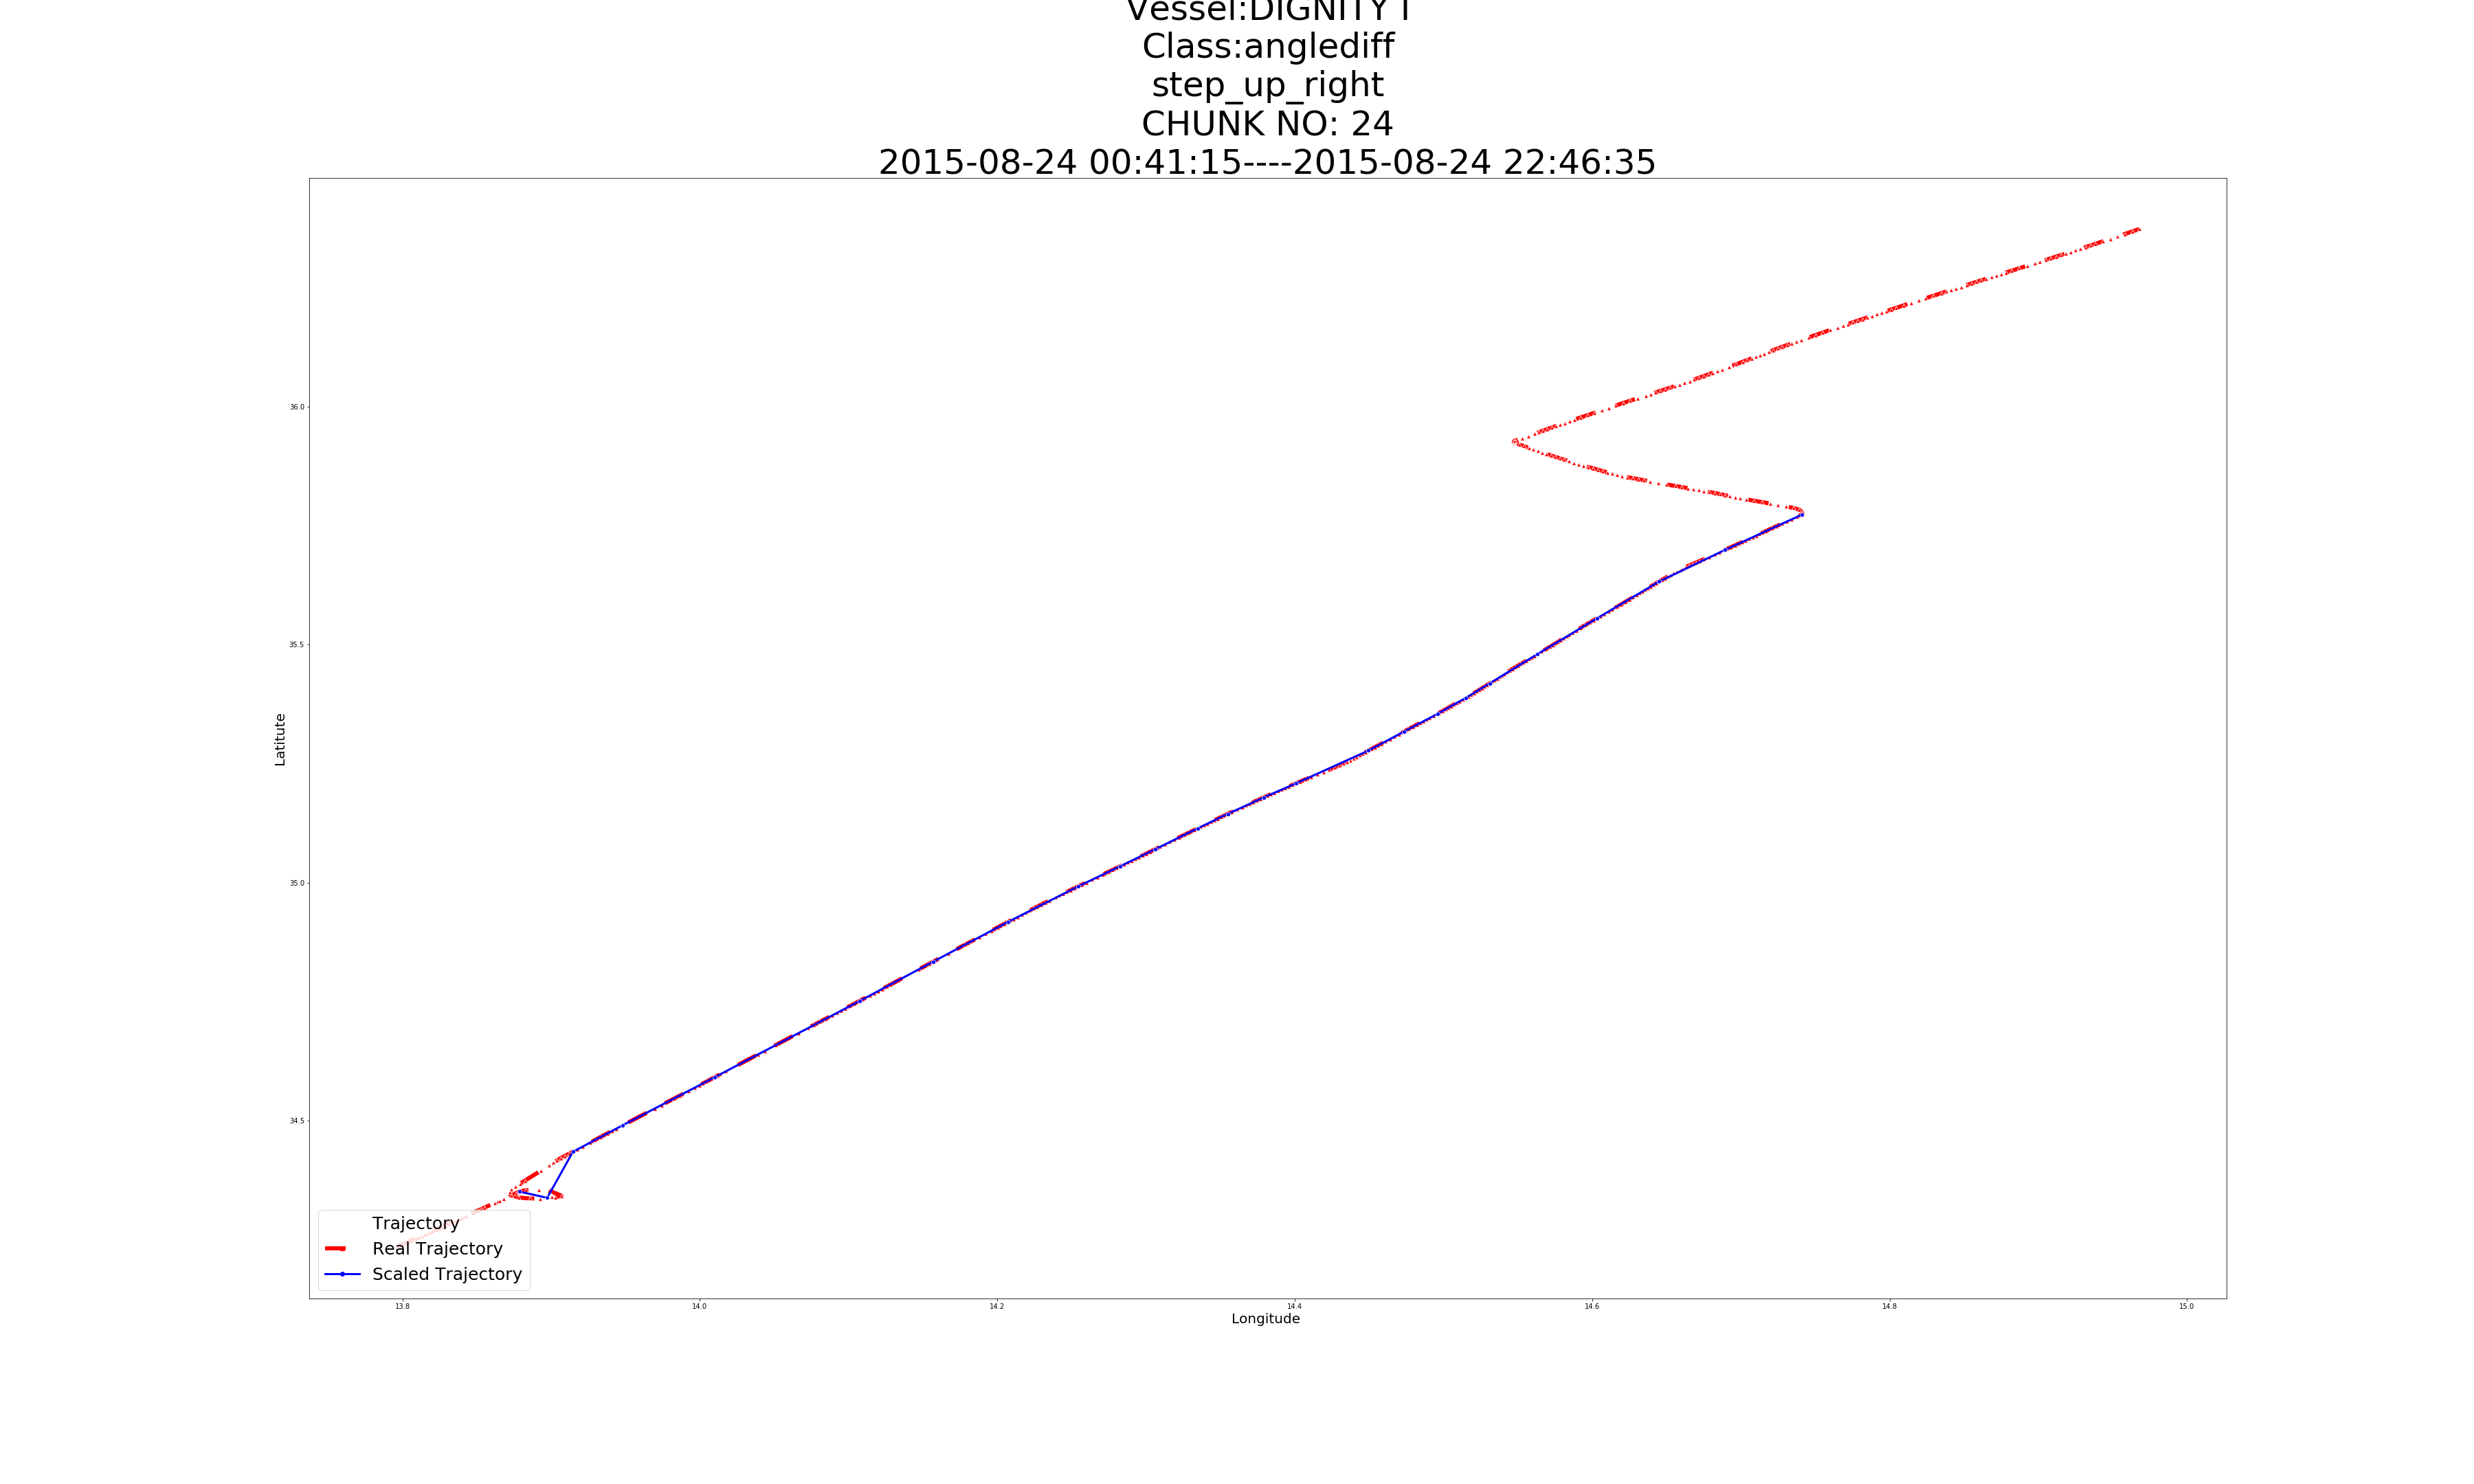 Vessel:DIGNITY I
Class:anglediff
step_up_right
CHUNK NO: 24
2015-08-24 00:41:15----2015-08-24 22:46:35
Latitute
36.0
35.5
35.0
34.5
Trajectory
Real Trajectory
Scaled Trajectory
13.8
14.0
14.2
14.4
14.6
14.8
15.0
Longitude